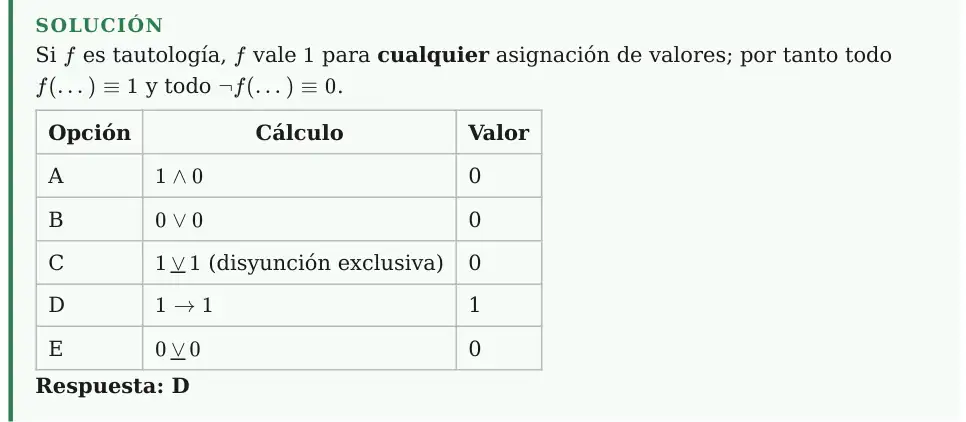 SOLUCIÓN
Si f es tautología, f vale 1 para cualquier asignación de valores; por tanto todo
f(...) ≡ 1 y todo ¬f(...) ≡ 0.
Opción Cálculo Valor
A 1 ∧ 0 0
B 0 ∨ 0 0
C 1 ⊻ 1 (disyunción exclusiva) 0
D 1 → 1 1
E 0 ⊻ 0 0
Respuesta: D